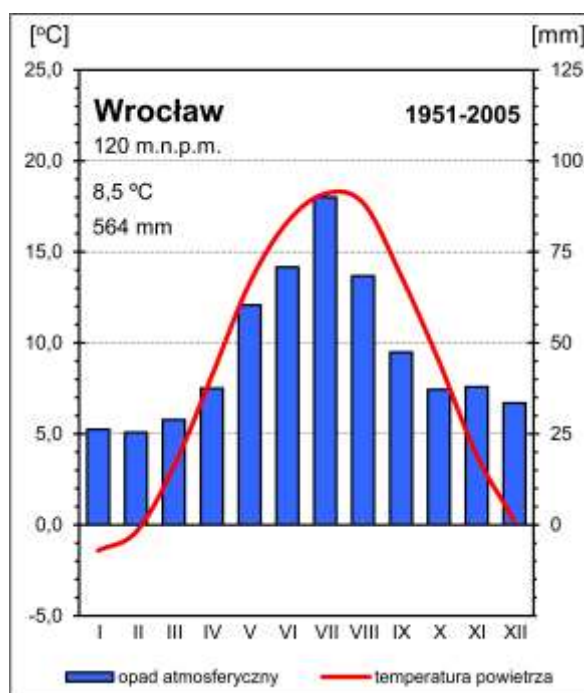 [ºC] [mm]
25,0 125
Wrocław 1951-2005
120 m.n.p.m.
20,0 100
8,5 ºC
564 mm
15,0 75
10,0 50
5,0 25
0,0 0
-5,0
I II III IV V VI VII VIII IX X XI XII
opad atmosferyczny temperatura powietrza